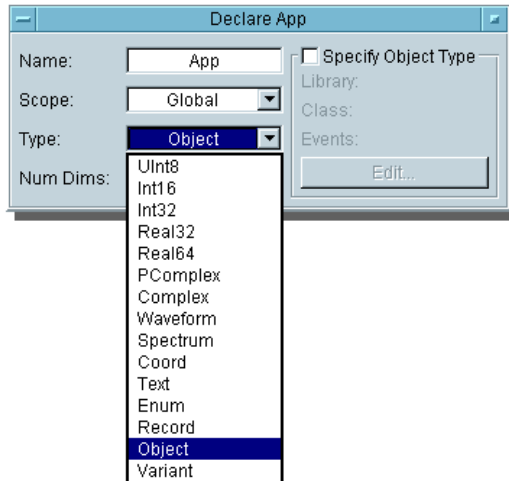 Declare App
Name: App
Scope: Global
Type: Object
Num Dims:
Specify Object Type
Library:
Class:
Events:
Edit...
UInt8
Int16
Int32
Real32
Real64
PComplex
Complex
Waveform
Spectrum
Coord
Text
Enum
Record
Object
Variant